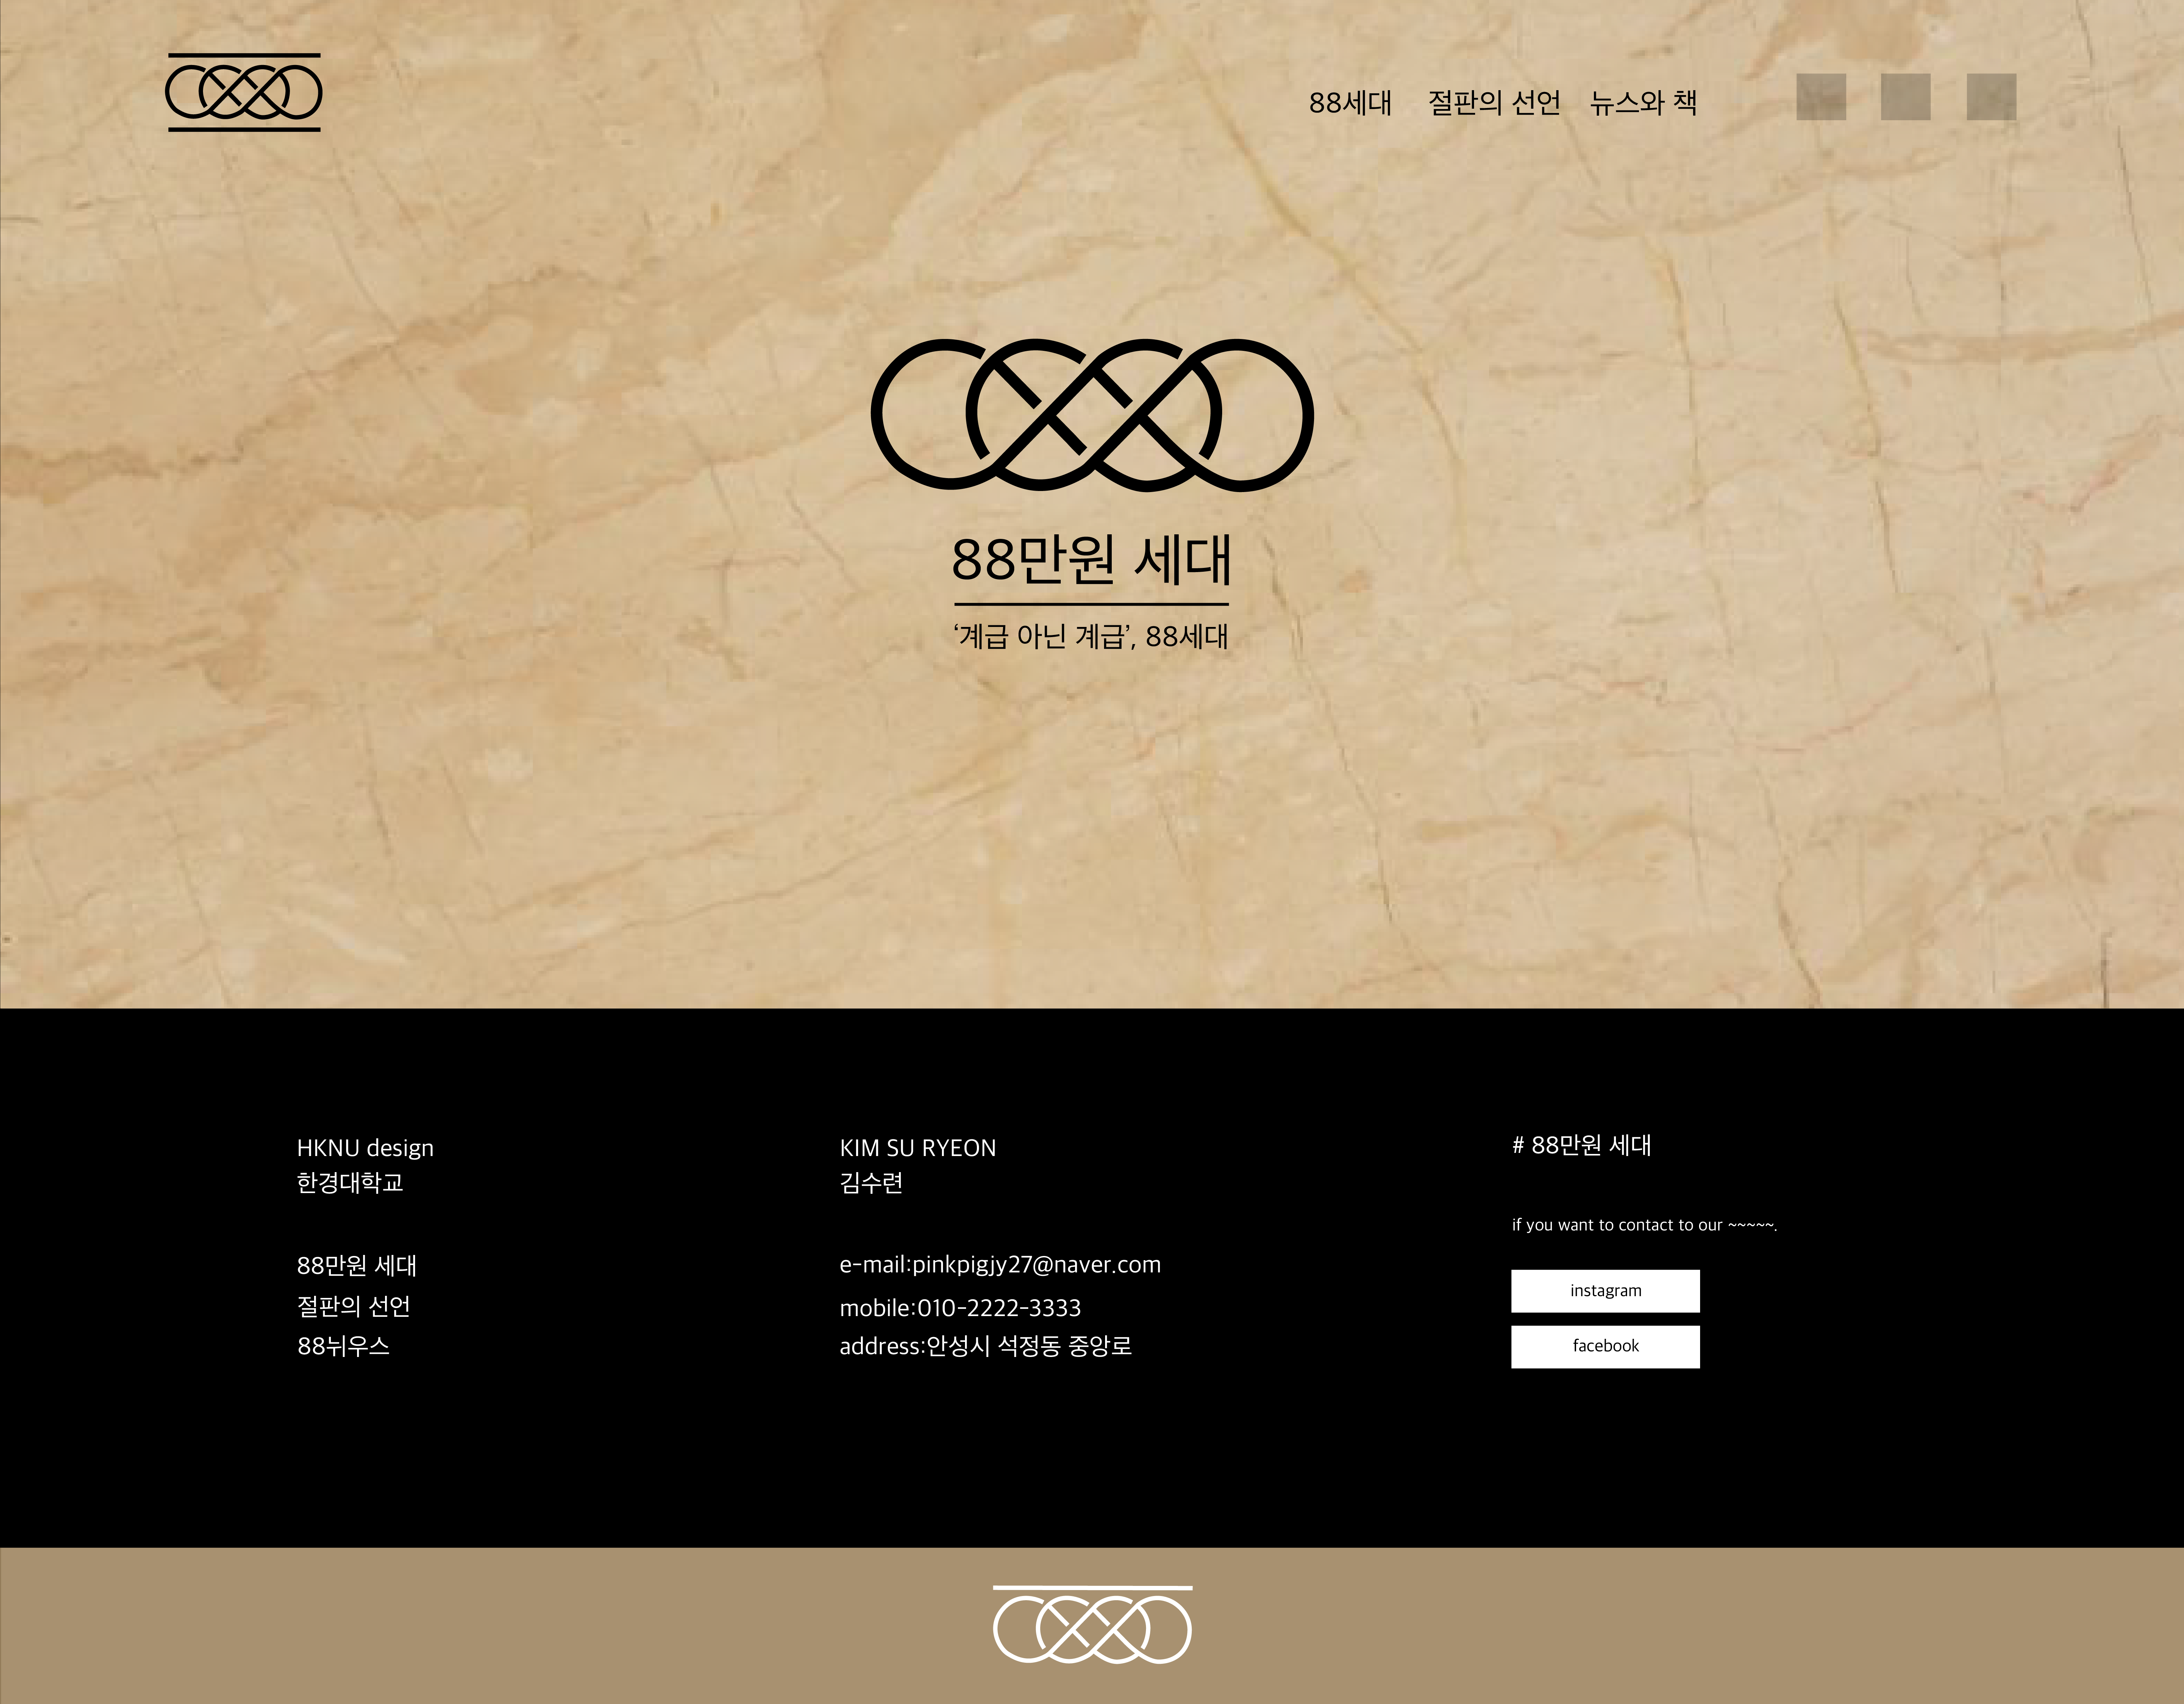 88세대 절판의 선언 뉴스와 책
88만원 세대
‘계급 아닌 계급’, 88세대
HKNU design
한경대학교
88만원 세대
절판의 선언
88뉘우스
KIM SU RYEON
김수련
e-mail:pinkpigjy27@naver.com
mobile:010-2222-3333
address:안성시 석정동 중앙로
# 88만원 세대
if you want to contact to our ~~~~~.
instagram
facebook